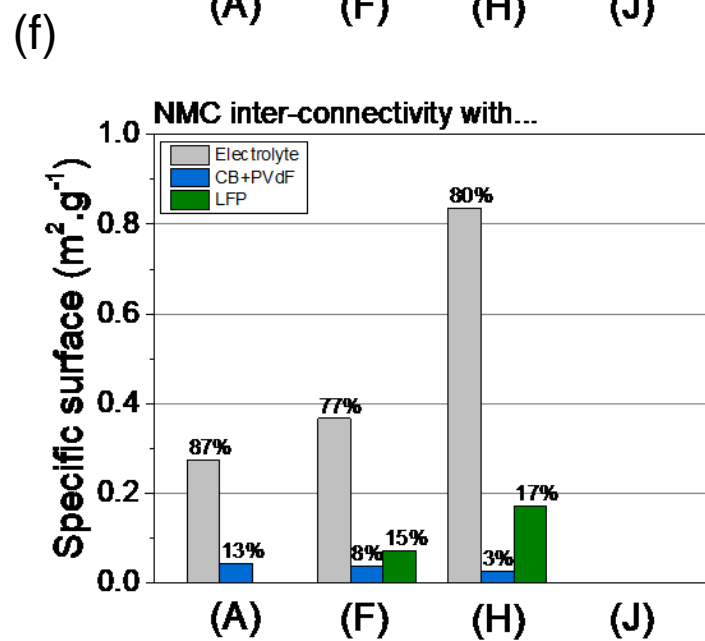 (A) (F) (H) (J)
(f)
NMC inter-connectivity with...
1.0
Electrolyte
CB+PVdF
LFP
80%
0.8
0.6
0.4
77%
87%
0.2
17%
13%
8%
15%
3%
0.0
Specific surface (m².g⁻¹)
(A) (F) (H) (J)